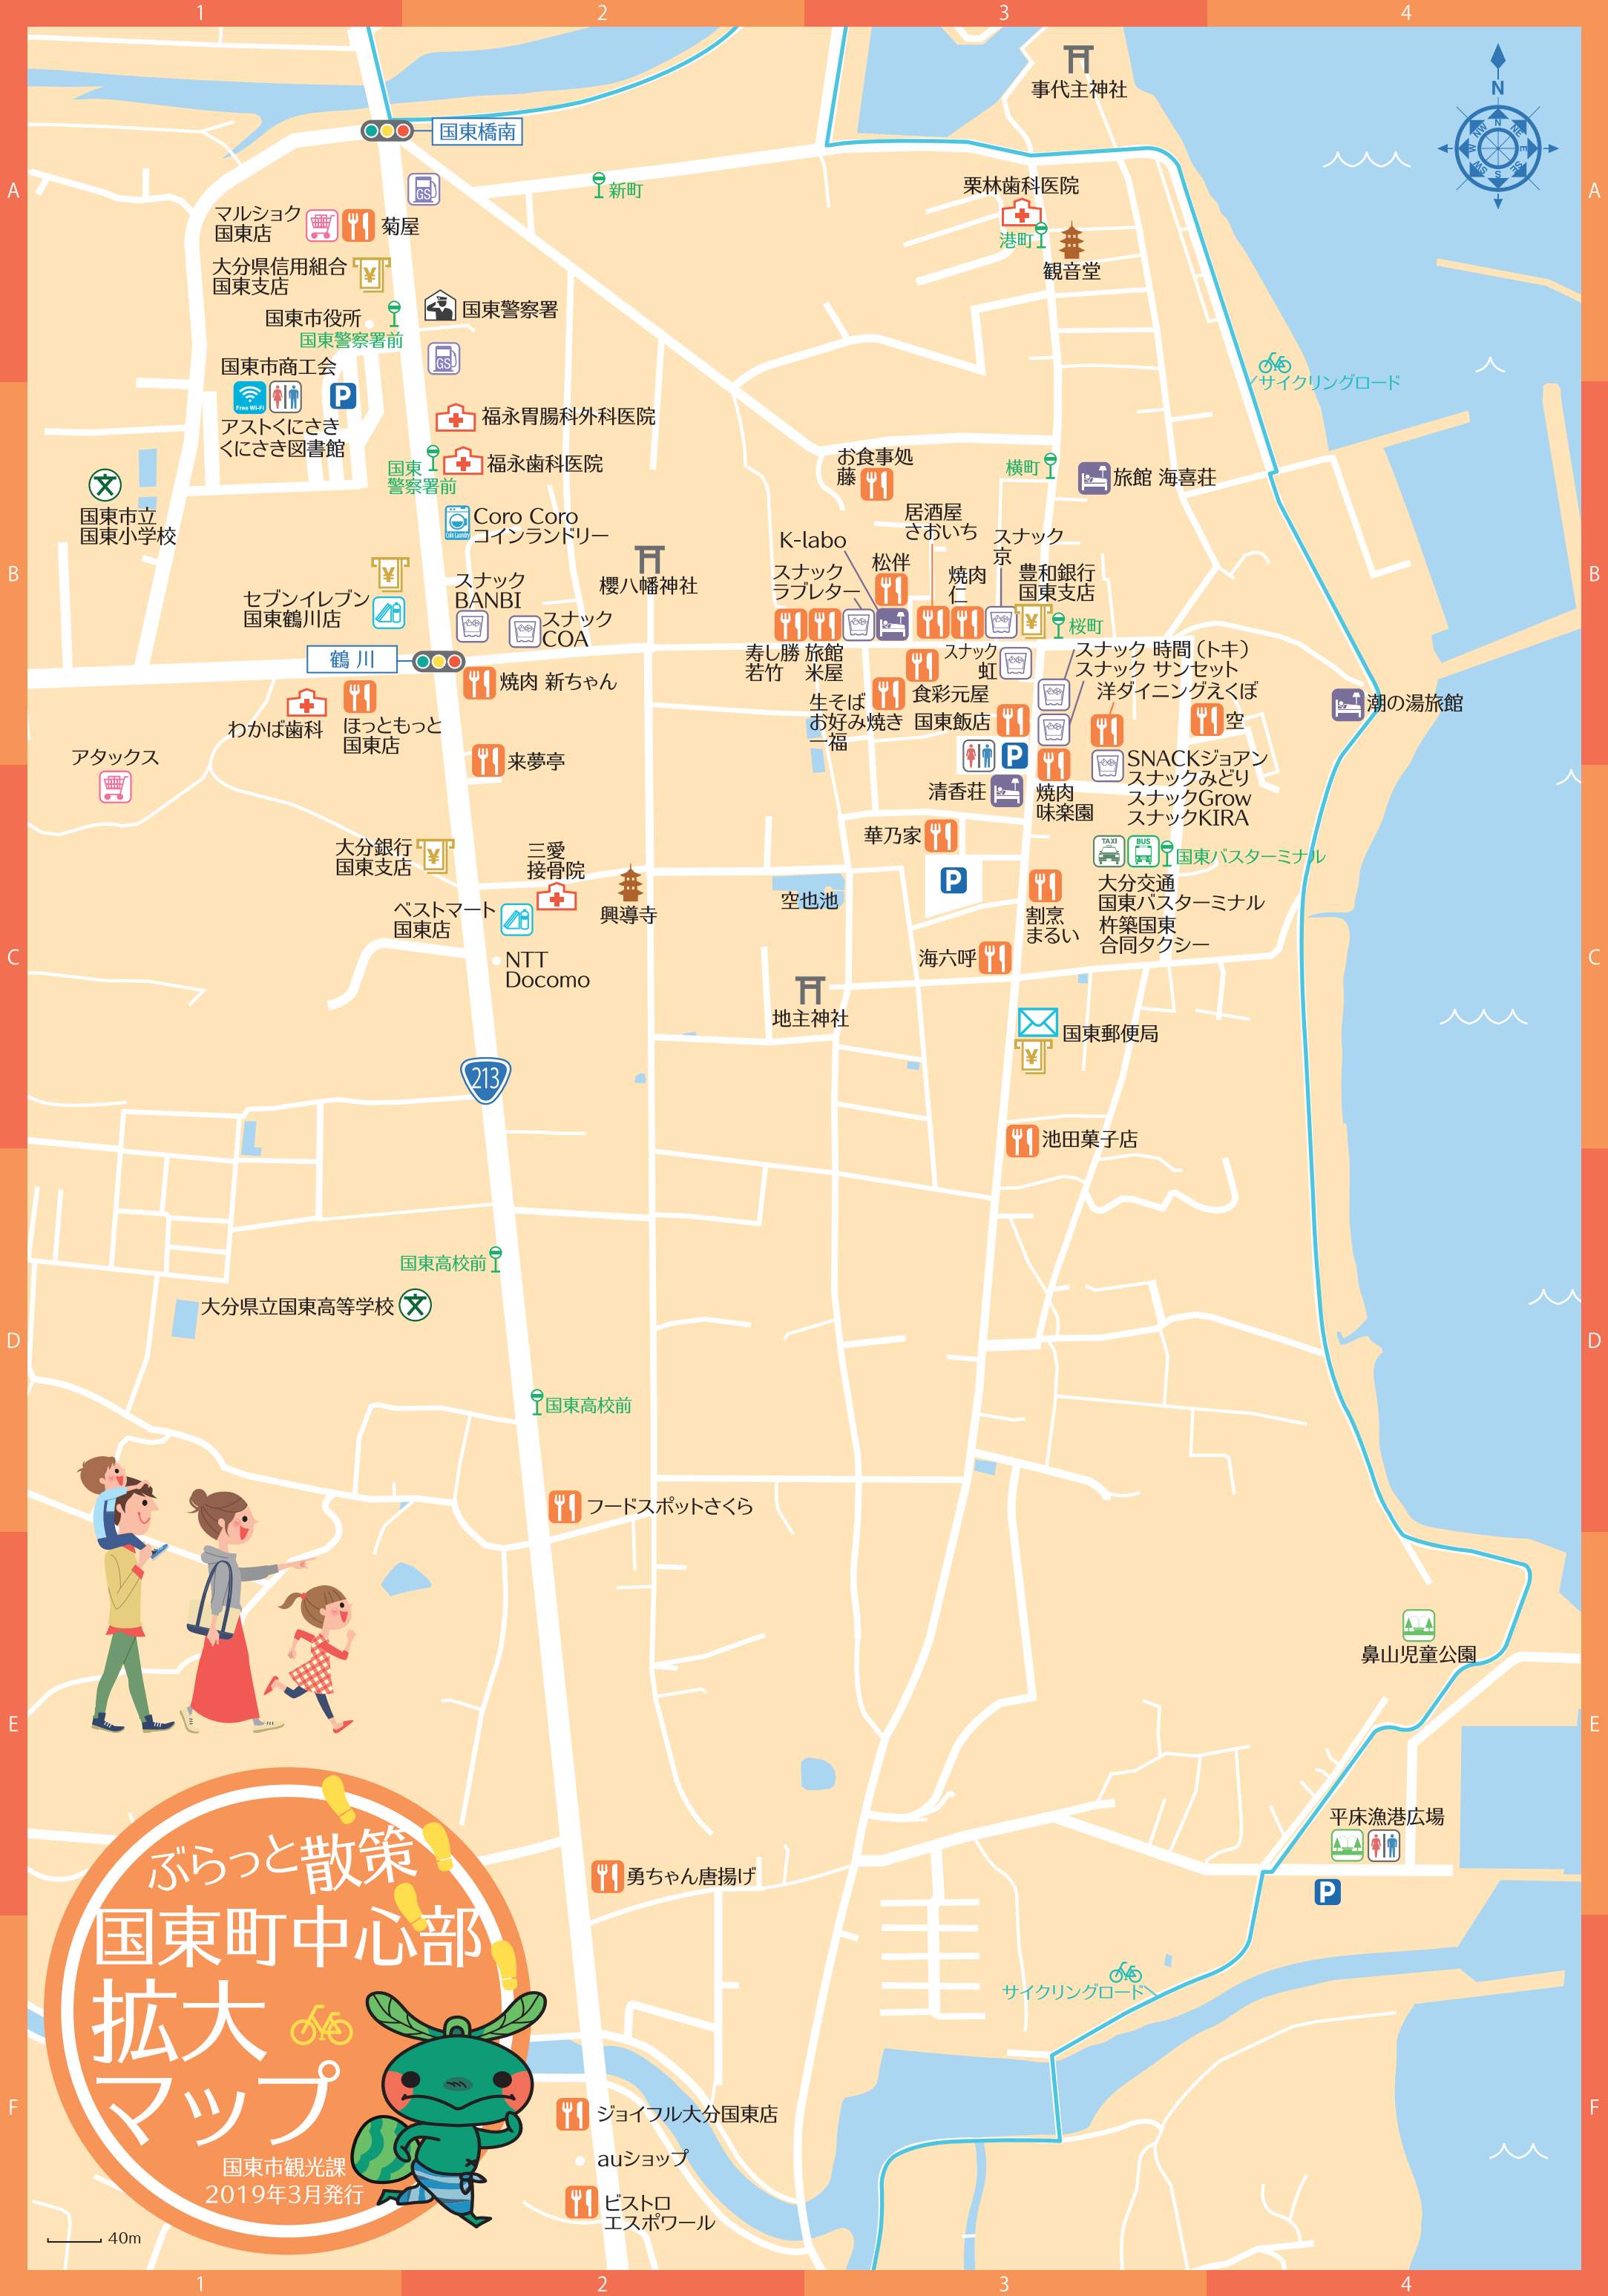 1
2
3
4
A
A
B
B
C
C
D
D
E
E
F
F
1
2
3
4
N
N
NE
E
SE
S
SW
W
NW
事代主神社
国東橋南
GS
新町
栗林歯科医院
港町
観音堂
マルショク
国東店
菊屋
大分県信用組合
国東支店
国東市役所
国東警察署前
国東警察署
GS
国東市商工会
Free Wi-Fi
P
アストくにさき
くにさき図書館
サイクリングロード
福永胃腸科外科医院
国東
警察署前
福永歯科医院
国東市立
国東小学校
Coro Coro
コインランドリー
Coin Laundry
お食事処
藤
横町
旅館 海喜荘
居酒屋
さおいち
スナック
京
K-labo
松伴
焼肉
仁
豊和銀行
国東支店
スナック
ラブレター
桜町
櫻八幡神社
セブンイレブン
国東鶴川店
スナック
BANBI
スナック
COA
鶴 川
焼肉 新ちゃん
寿し勝
若竹
旅館
米屋
スナック
虹
スナック 時間(トキ)
スナック サンセット
洋ダイニングえくぼ
食彩元屋
生そば
お好み焼き
一福
国東飯店
空
潮の湯旅館
わかば歯科
ほっともっと
国東店
来夢亭
アタックス
P
清香荘
焼肉
味楽園
SNACKジョアン
スナックみどり
スナックGrow
スナックKIRA
華乃家
TAXI
BUS
国東バスターミナル
大分交通
国東バスターミナル
杵築国東
合同タクシー
大分銀行
国東支店
三愛
接骨院
P
空也池
割烹
まるい
ベストマート
国東店
興導寺
海六呼
NTT
Docomo
地主神社
国東郵便局
213
池田菓子店
国東高校前
大分県立国東高等学校
国東高校前
フードスポットさくら
鼻山児童公園
平床漁港広場
P
勇ちゃん唐揚げ
サイクリングロード
ぶらっと散策
国東町中心部
拡大
マップ
国東市観光課
2019年3月発行
ジョイフル大分国東店
auショップ
ビストロ
エスポワール
40m